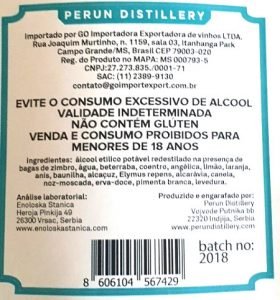 PERUN DISTILLERY
Importado por GO Importadora Exportadora de vinhos LTDA.
Rua Joaquim Murtinho, n. 1159, sala 03, Itanhanga Park
Campo Grande/MS, Brasil CEP 79003-020
Reg. do Produto no MAPA: MS 000793-5
CNPJ:27.273.835./0001-71
SAC: (11) 2389-9130
contato@goimportexport.com.br
EVITE O CONSUMO EXCESSIVO DE ALCOOL
VALIDADE INDETERMINADA
NÃO CONTÉM GLUTEN
VENDA E CONSUMO PROIBIDOS PARA
MENORES DE 18 ANOS
ingredientes: álcool etílico potável redestilado na presença de
bagas de zimbro, água, beterraba, coentro, angélica, limão, laranja,
anis, baunilha, alcaçuz, Elymus repens, alcarávia, canela,
noz-moscada, erva-doce, pimenta branca, levedura.
Análise laboratorial:
Enoloska Stanica
Heroja Pinkija 49
26300 Vrsac, Serbia
www.enoloskastanica.com
Produzido e engarafado por:
Perun Distillery
Vojvode Putnika bb
22320 Indjija, Serbia
www.perundistillery.com
batch no:
2018
8 606104 567429